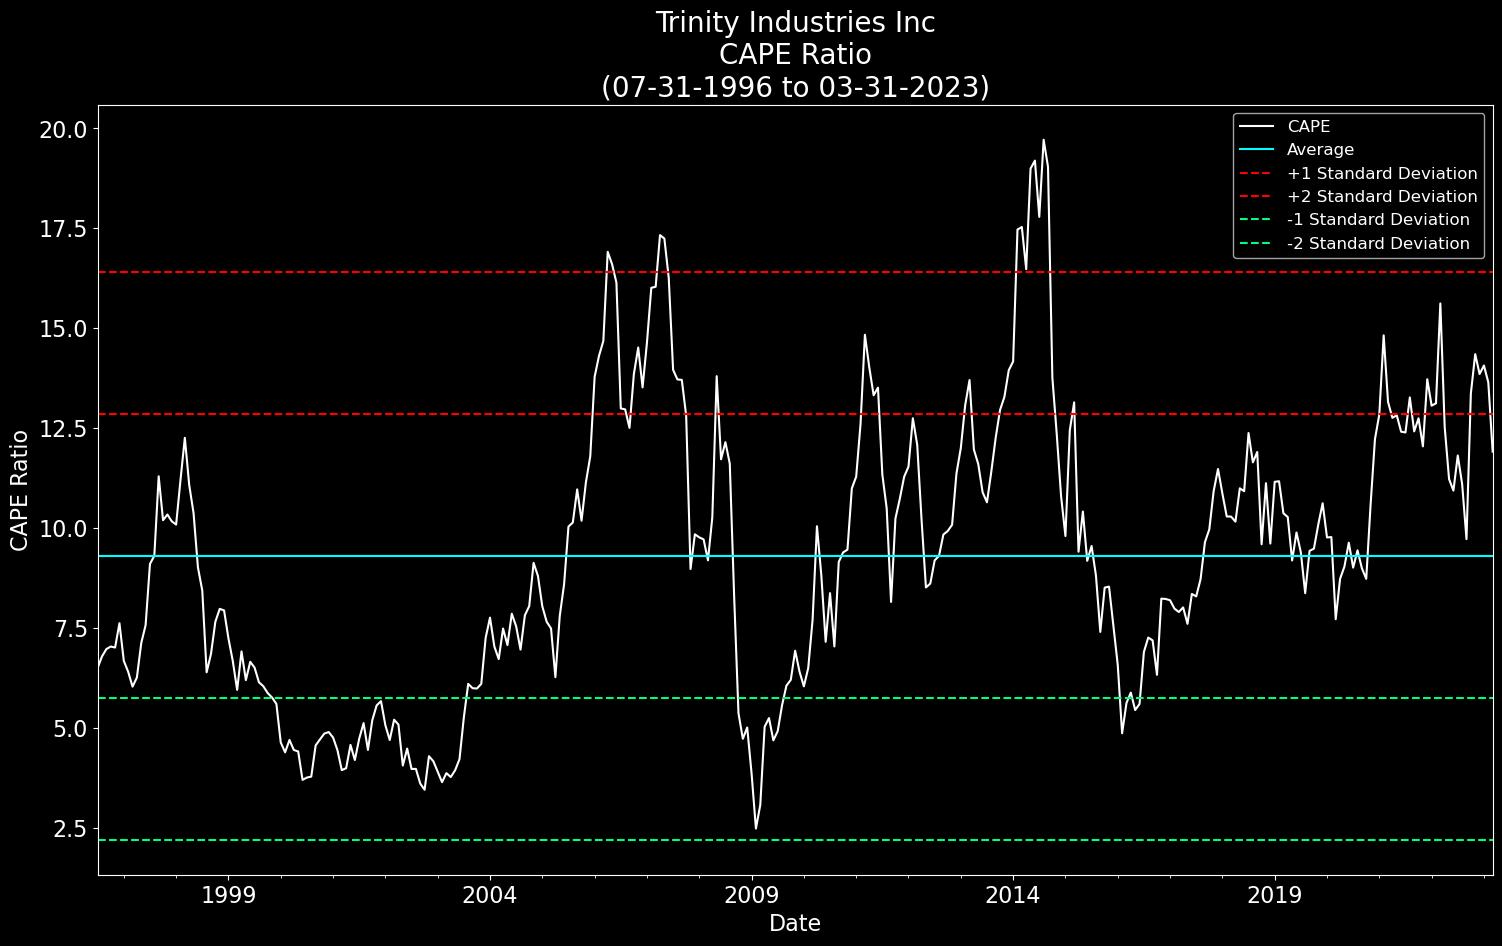 Trinity Industries Inc
CAPE Ratio
(07-31-1996 to 03-31-2023)
CAPE
Average
+1 Standard Deviation
+2 Standard Deviation
-1 Standard Deviation
-2 Standard Deviation
CAPE Ratio
20.0
17.5
15.0
12.5
10.0
7.5
5.0
2.5
1999 2004 2009 2014 2019
Date